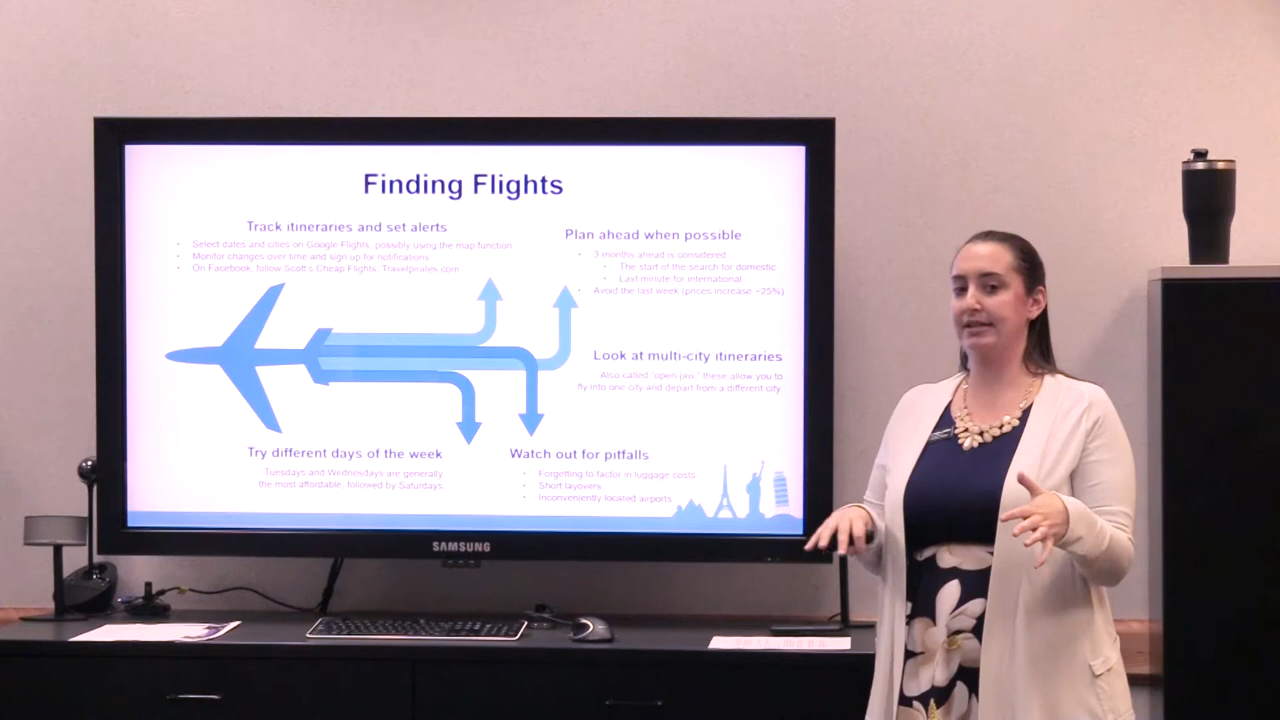 Finding Flights
Track itineraries and set alerts
• Select dates and cities on Google Flights, possibly using the map function
• Monitor changes over time and sign up for notifications
• On Facebook, follow Scott's Cheap Flights, Travelpirates.com
Plan ahead when possible
• 3 months ahead is considered
• The start of the search for domestic
• Last minute for international
• Avoid the last week (prices increase ~25%)
Look at multi-city itineraries
Also called "open-jaw," these allow you to
fly into one city and depart from a different city.
Try different days of the week
Tuesdays and Wednesdays are generally
the most affordable, followed by Saturdays.
Watch out for pitfalls
• Forgetting to factor in luggage costs
• Short layovers
• Inconveniently located airports
SAMSUNG